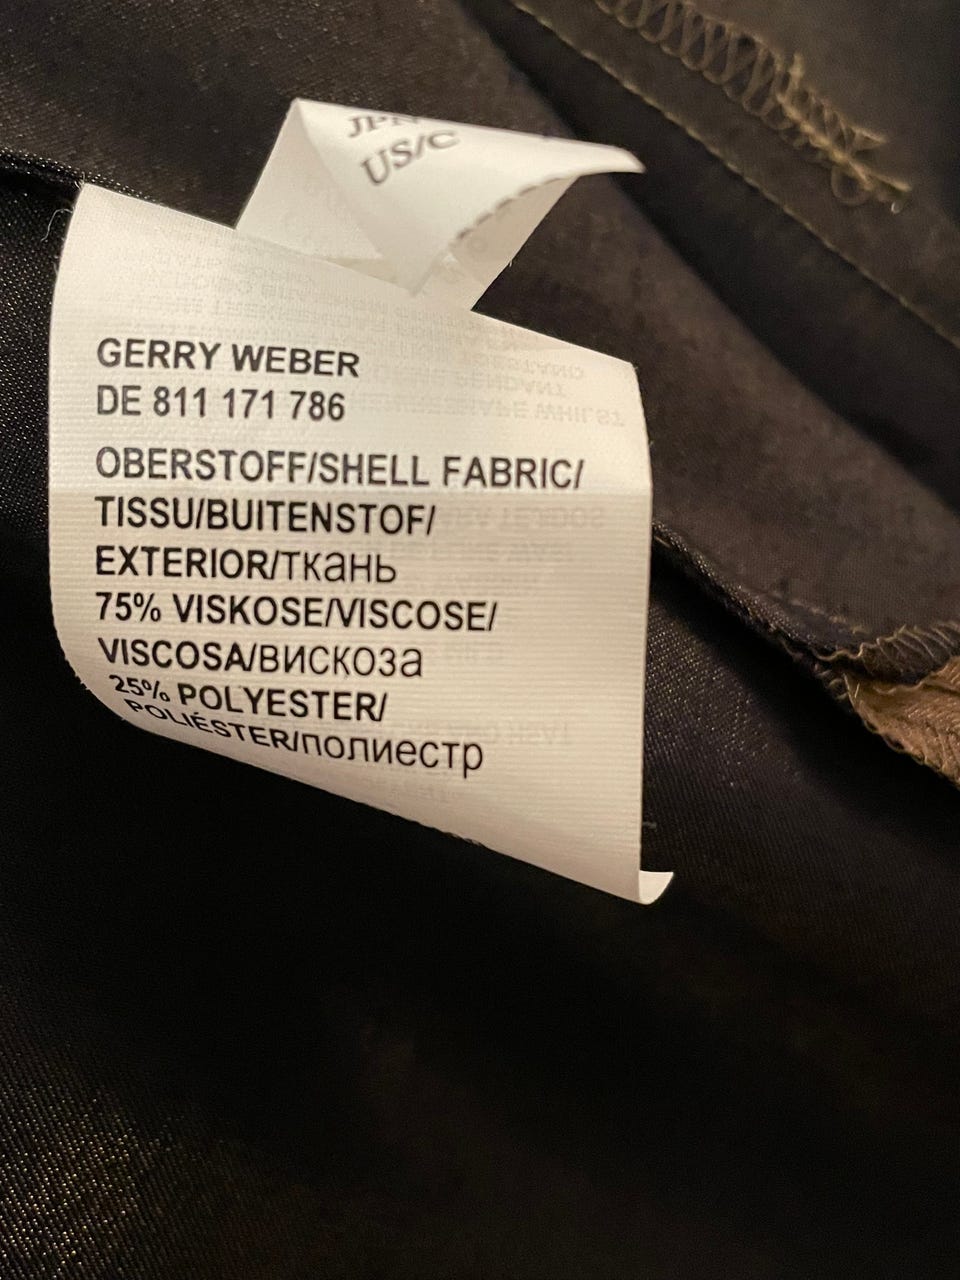 US/C
GERRY WEBER
DE 811 171 786
OBERSTOFF/SHELL FABRIC/
TISSU/BUITENSTOF/
EXTERIOR/ткань
75% VISKOSE/VISCOSE/
VISCOSA/вискоза
25% POLYESTER/
POLIÉSTER/полиестр